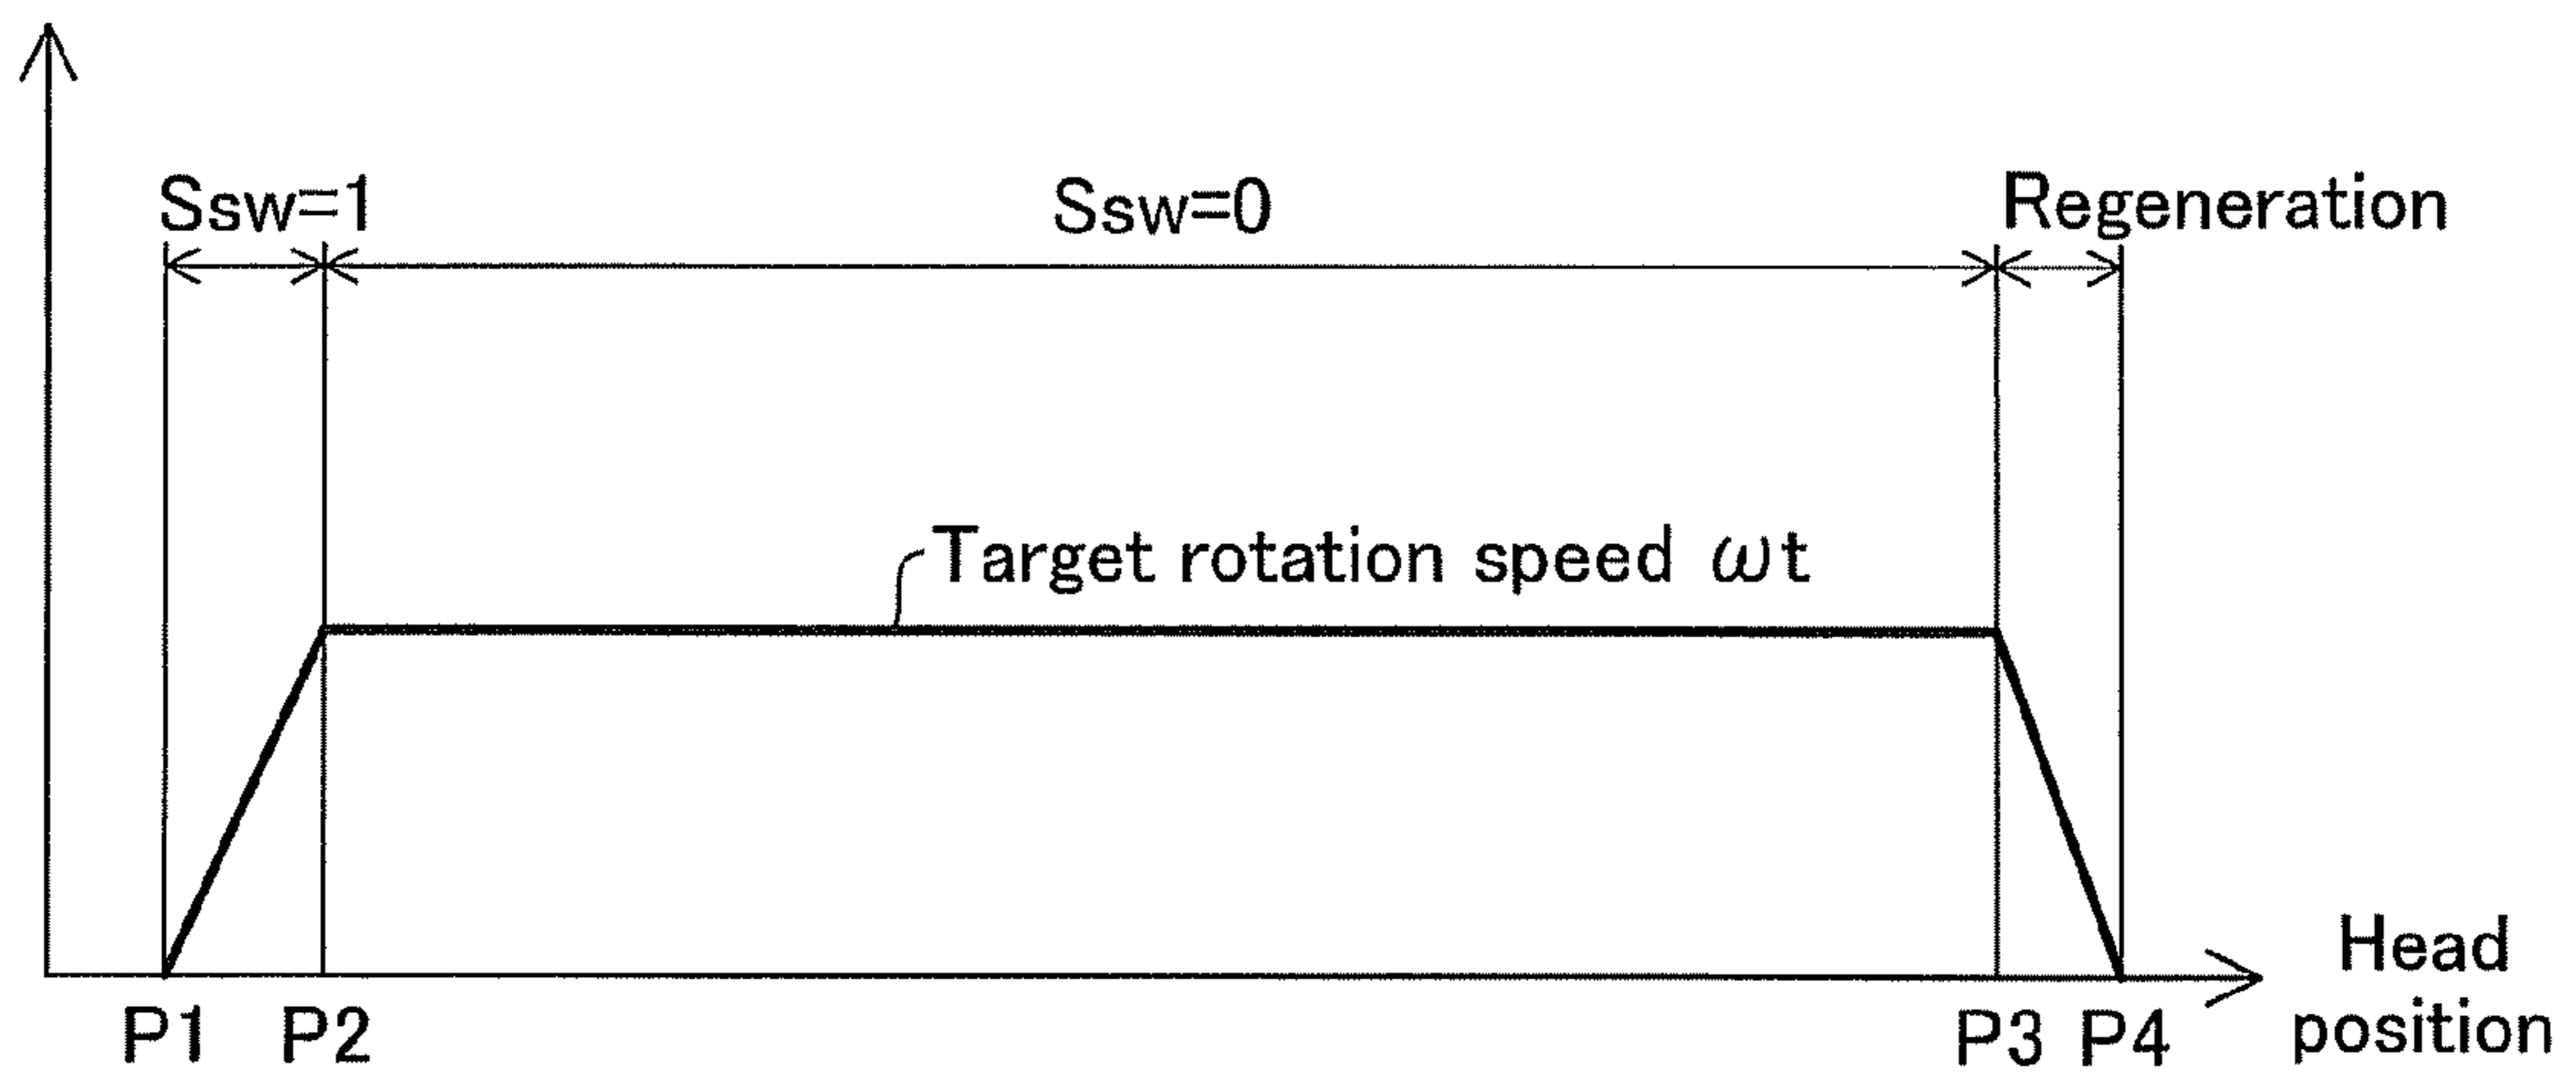 Ssw=1
Ssw=0
Regeneration
Target rotation speed ωt
Head
position
P1
P2
P3
P4